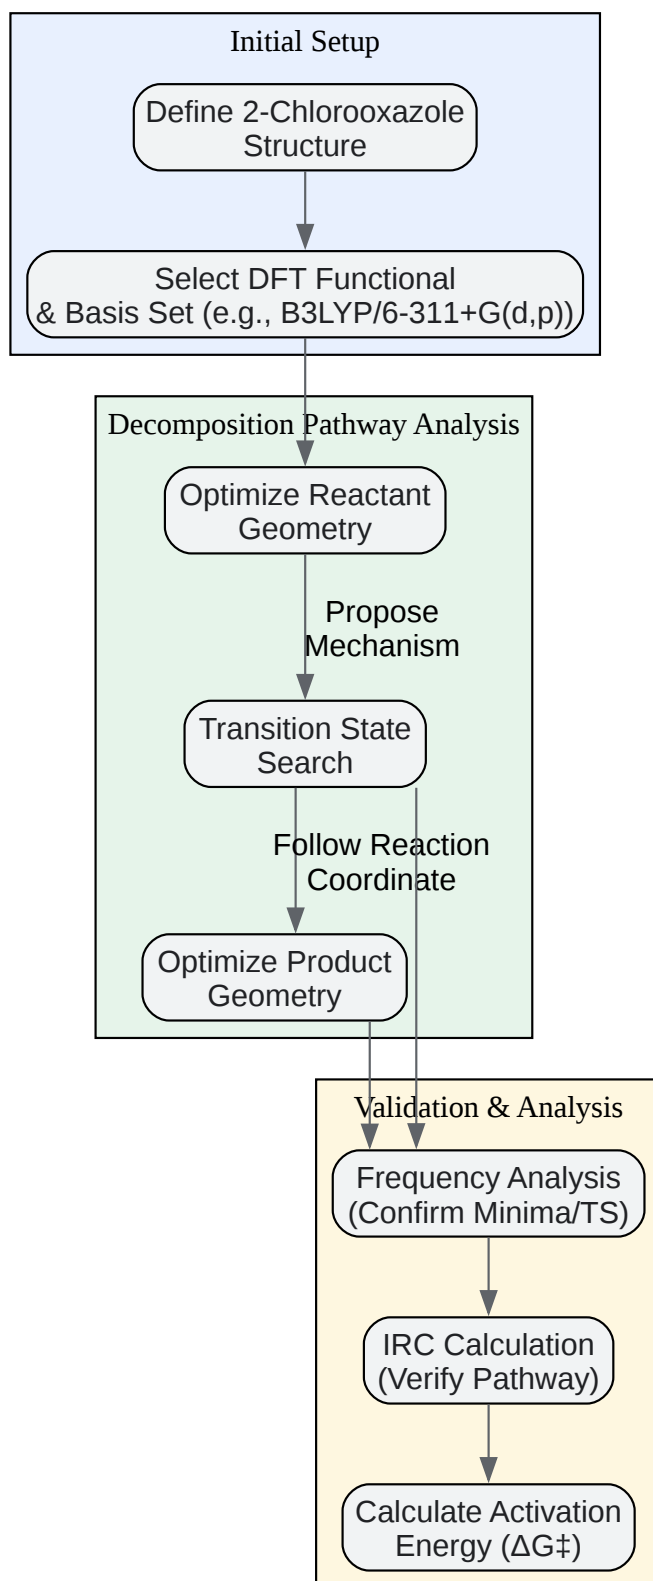 Initial Setup
Define 2-Chlorooxazole
Structure
Select DFT Functional
& Basis Set (e.g., B3LYP/6-311+G(d,p))
Decomposition Pathway Analysis
Optimize Reactant
Geometry
Propose
Mechanism
Transition State
Search
Follow Reaction
Coordinate
Optimize Product
Geometry
Validation & Analysis
Frequency Analysis
(Confirm Minima/TS)
IRC Calculation
(Verify Pathway)
Calculate Activation
Energy (ΔG‡)